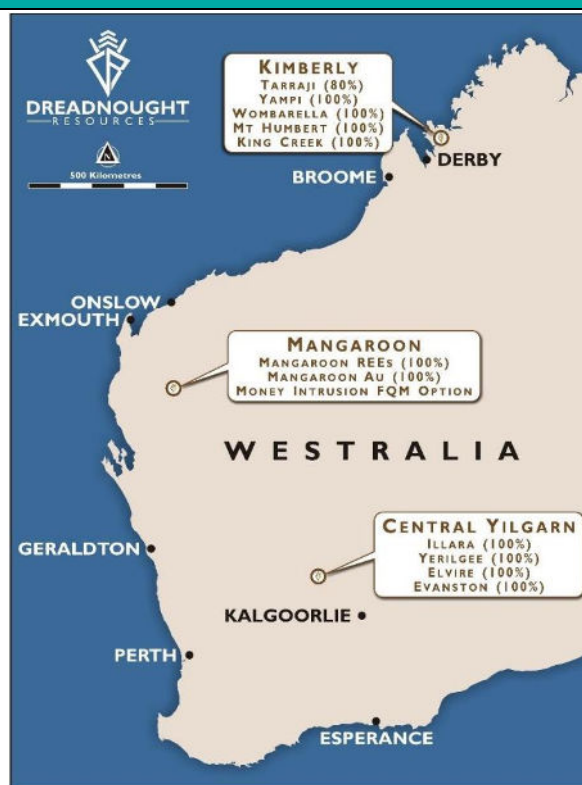 DREADNOUGHT
RESOURCES
500 KILOMETRES
KIMBERLY
TARRAJI (80%)
YAMPI (100%)
WOMBARELLA (100%)
MT HUMBERT (100%)
KING CREEK (100%)
DERBY
BROOME
ONSLOW
EXMOUTH
MANGAROON
MANGAROON REES (100%)
MANGAROON AU (100%)
MONEY INTRUSION FQM OPTION
WESTRALIA
CENTRAL YILGARN
ILLARA (100%)
YERILGEE (100%)
ELVIRE (100%)
EVANSTON (100%)
GERALDTON
KALGOORLIE
PERTH
ESPERANCE